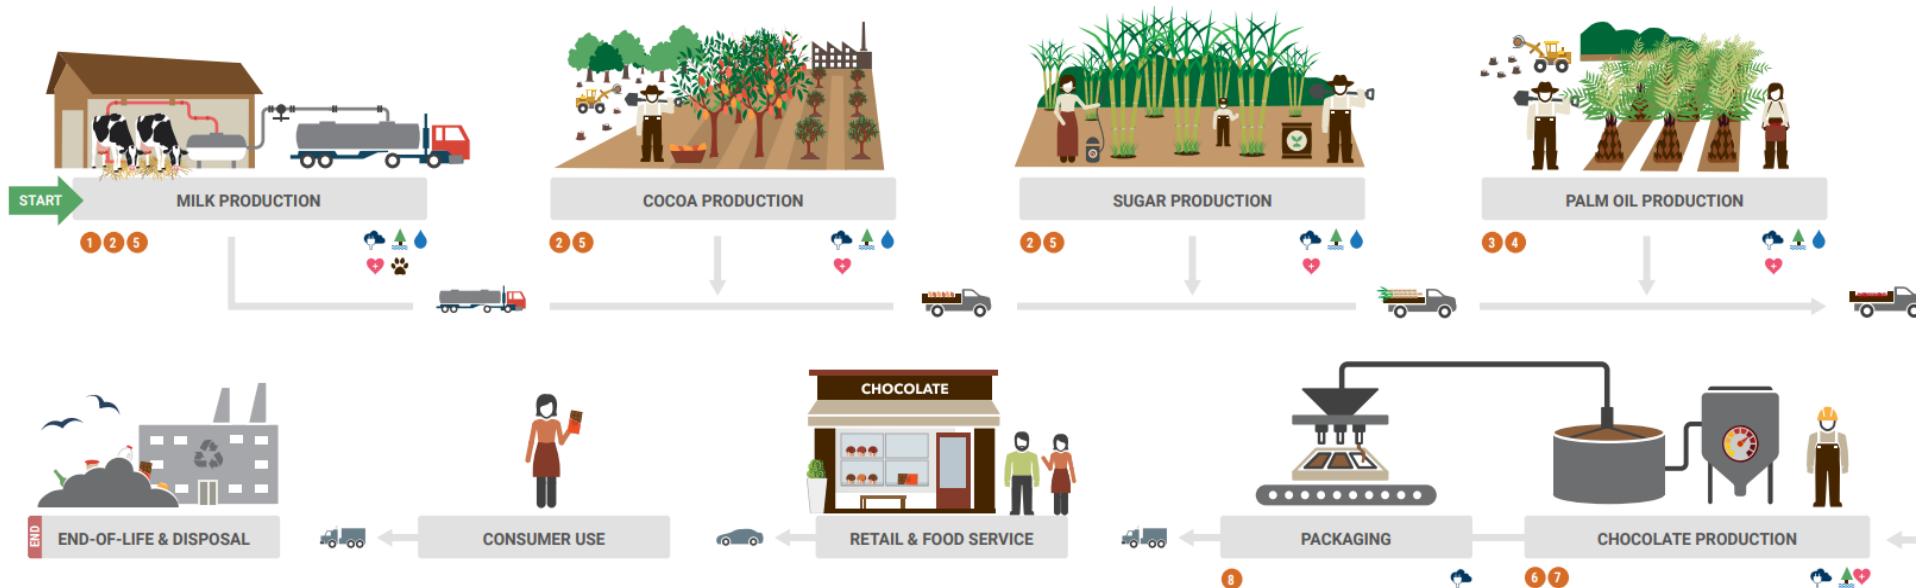 START
MILK PRODUCTION
COCOA PRODUCTION
SUGAR PRODUCTION
PALM OIL PRODUCTION
1 2 5
2 5
2 5
3 4
CHOCOLATE
END
END-OF-LIFE & DISPOSAL
CONSUMER USE
RETAIL & FOOD SERVICE
PACKAGING
CHOCOLATE PRODUCTION
8
6 7